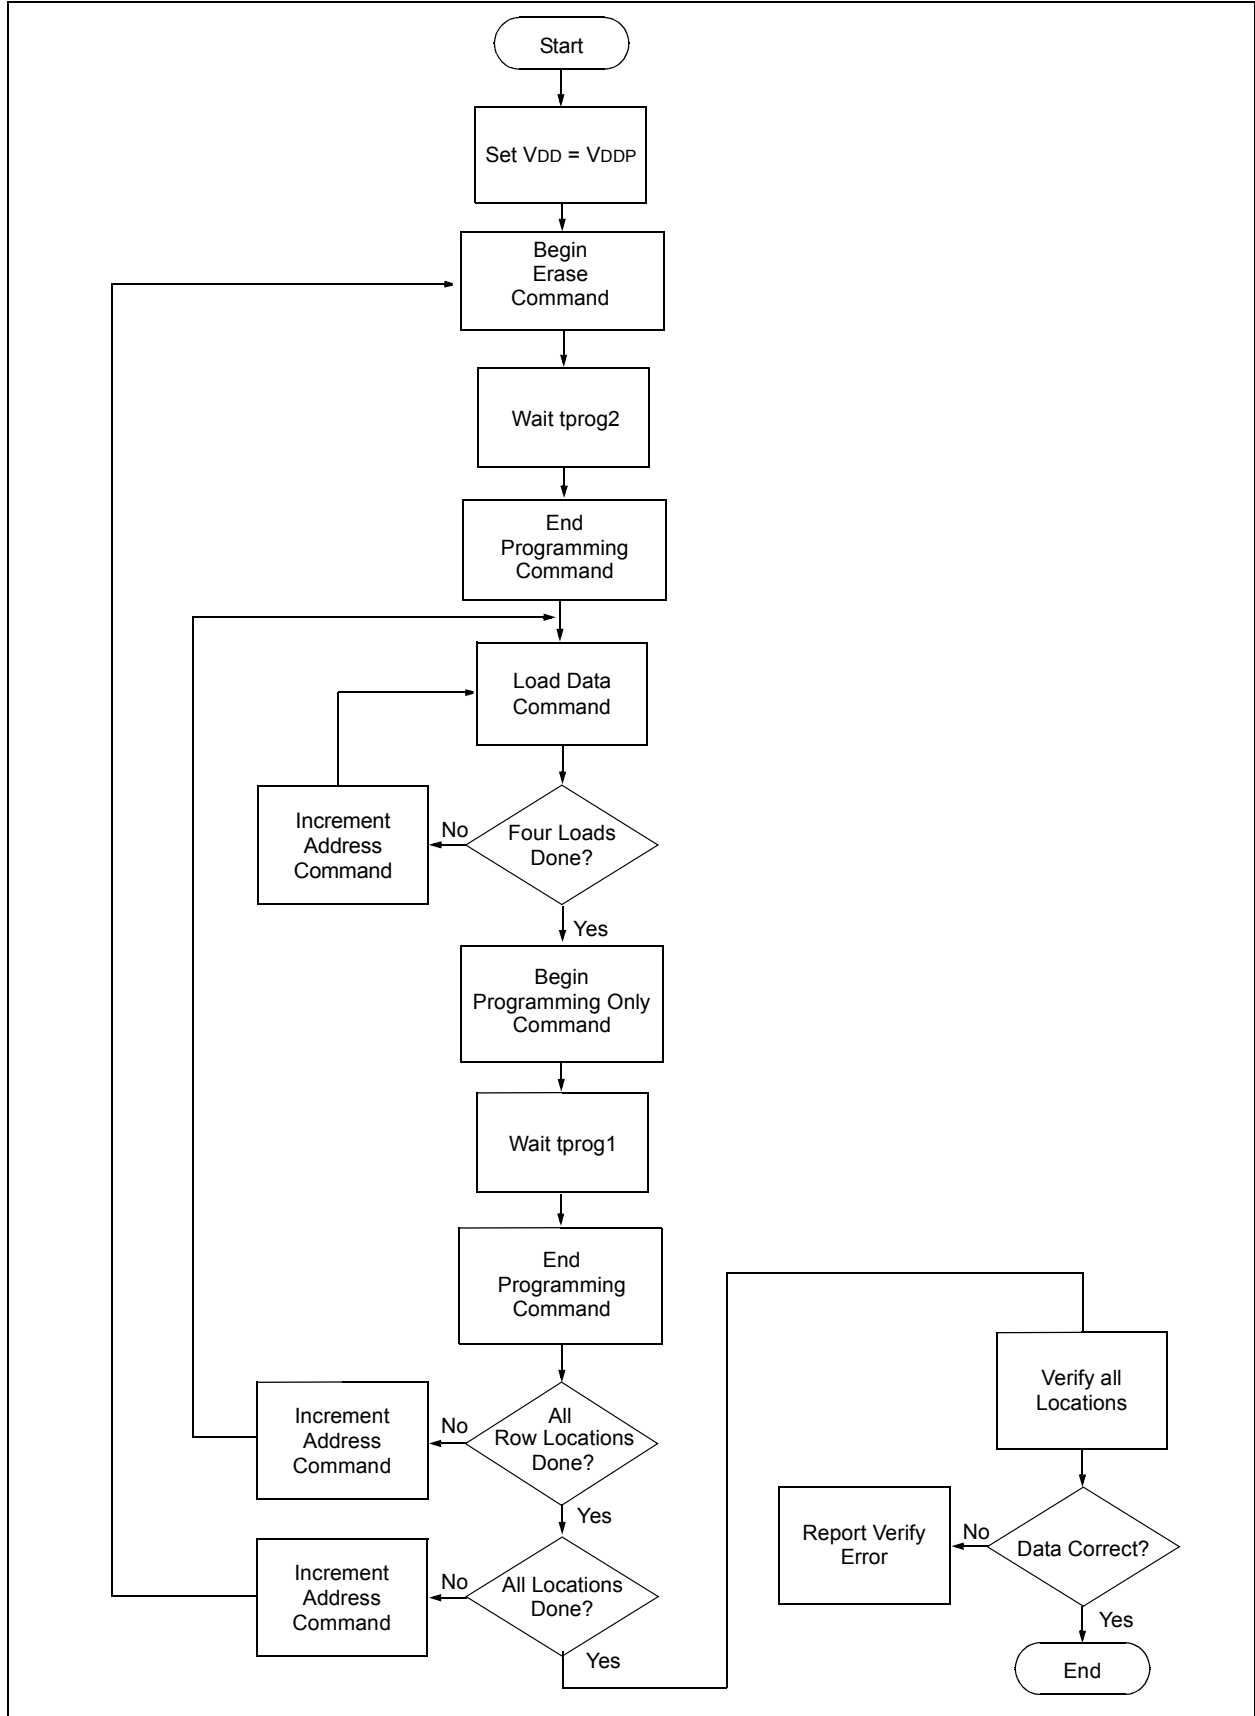 Start
Set VDD = VDDP
Begin
Erase
Command
Wait tprog2
End
Programming
Command
Load Data
Command
Increment
Address
Command
No
Four Loads
Done?
Yes
Begin
Programming Only
Command
Wait tprog1
End
Programming
Command
Increment
Address
Command
No
All
Row Locations
Done?
Yes
Increment
Address
Command
No
All Locations
Done?
Yes
Verify all
Locations
Report Verify
Error
No
Data Correct?
Yes
End